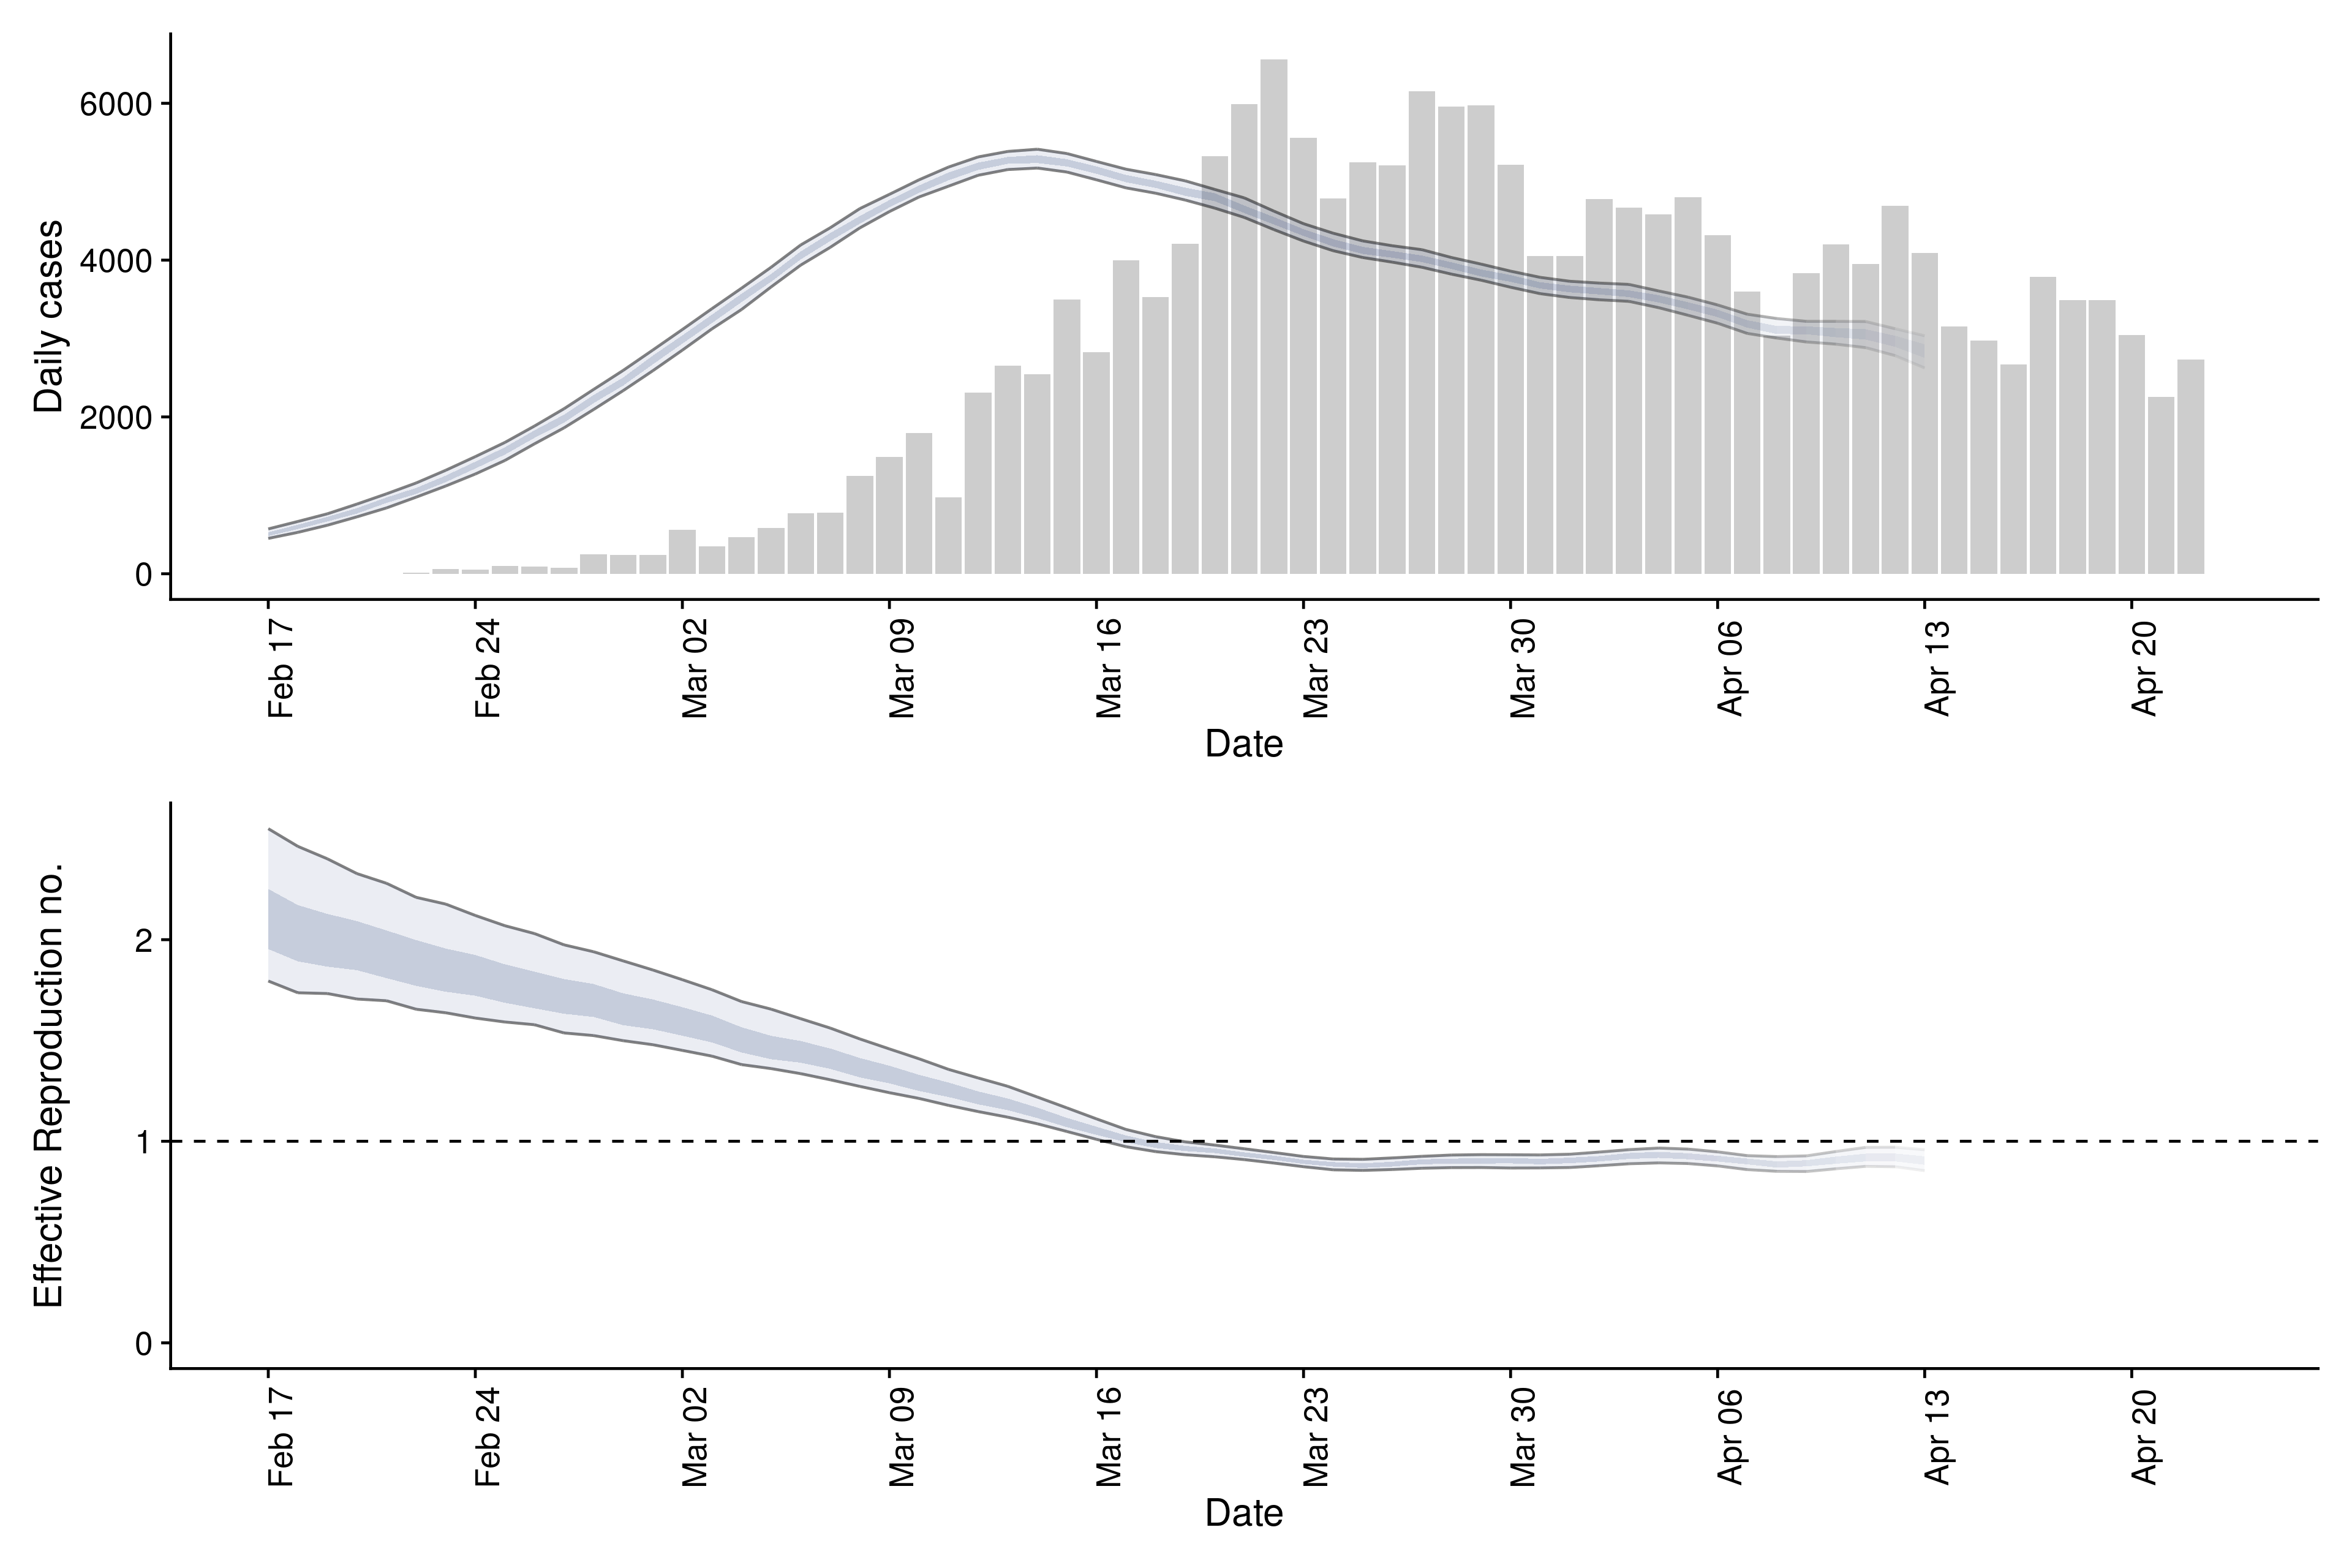 Daily cases
6000
4000
2000
0
Feb 17
Feb 24
Mar 02
Mar 09
Mar 16
Mar 23
Mar 30
Apr 06
Apr 13
Apr 20
Date
Effective Reproduction no.
2
1
0
Feb 17
Feb 24
Mar 02
Mar 09
Mar 16
Mar 23
Mar 30
Apr 06
Apr 13
Apr 20
Date